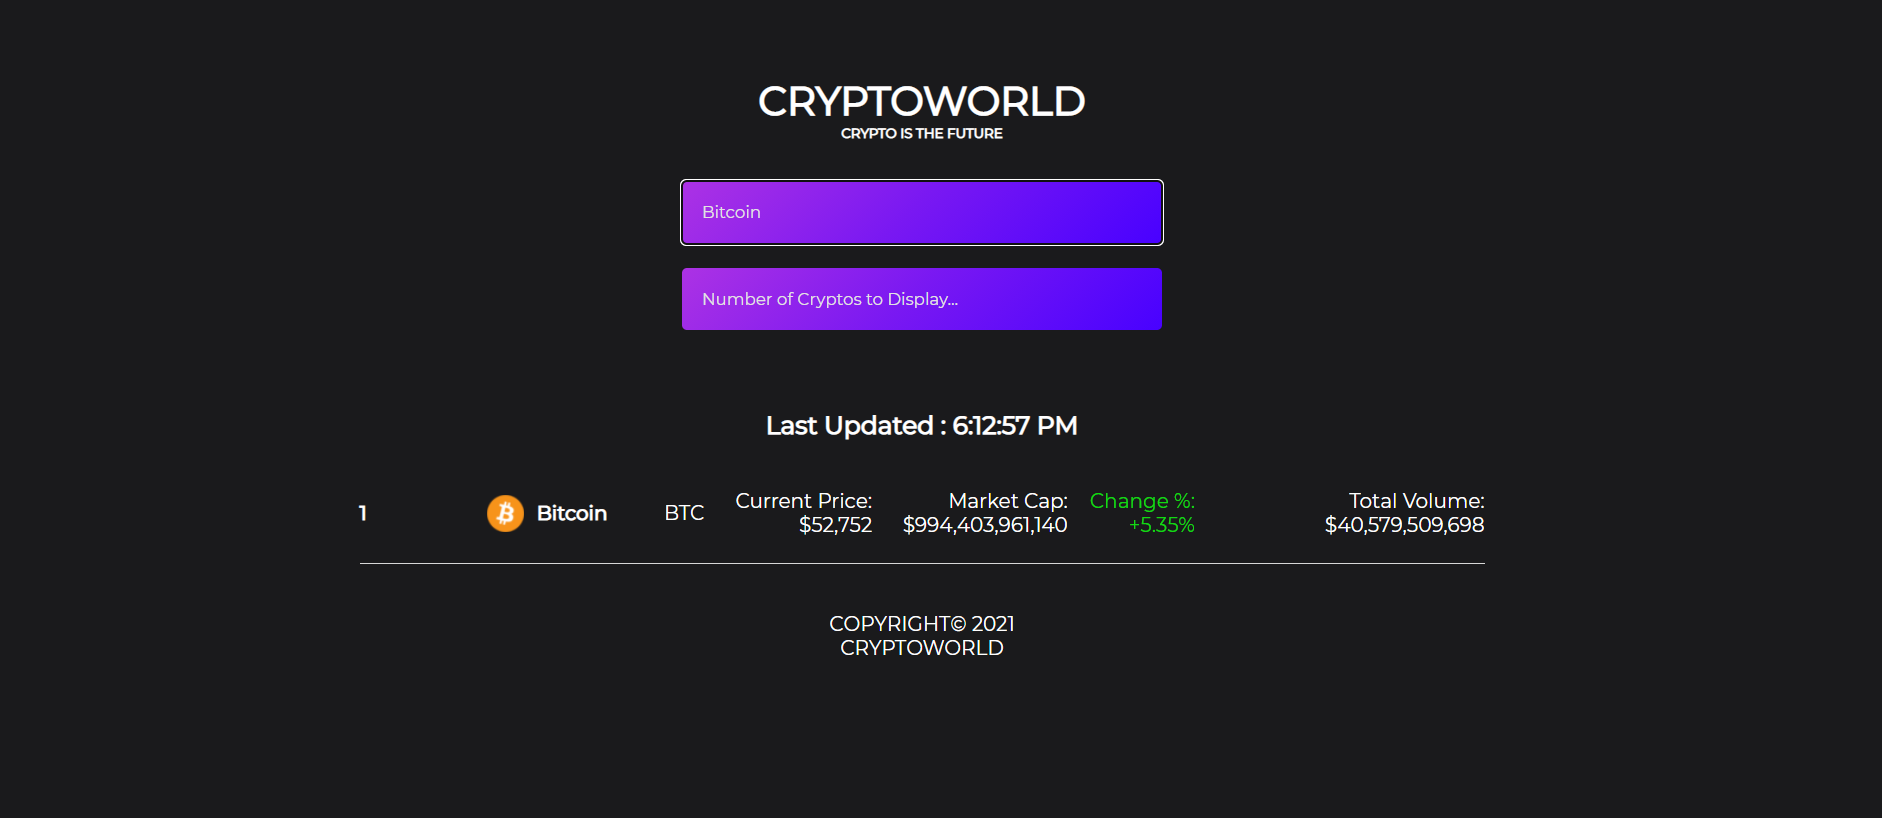 CRYPTOWORLD
CRYPTO IS THE FUTURE
Bitcoin
Number of Cryptos to Display...
Last Updated : 6:12:57 PM
1 Bitcoin BTC
Current Price:
$52,752
Market Cap:
$994,403,961,140
Change %:
+5.35%
Total Volume:
$40,579,509,698
COPYRIGHT© 2021
CRYPTOWORLD